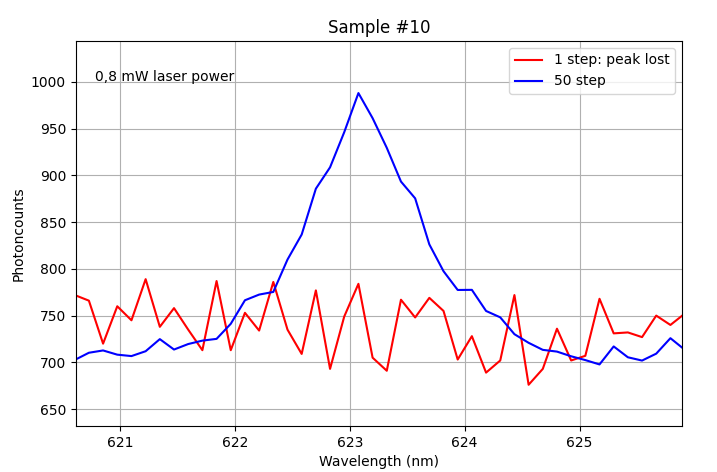 Sample #10
0,8 mW laser power
1 step: peak lost
50 step
Photoncounts
1000
950
900
850
800
750
700
650
621 622 623 624 625
Wavelength (nm)